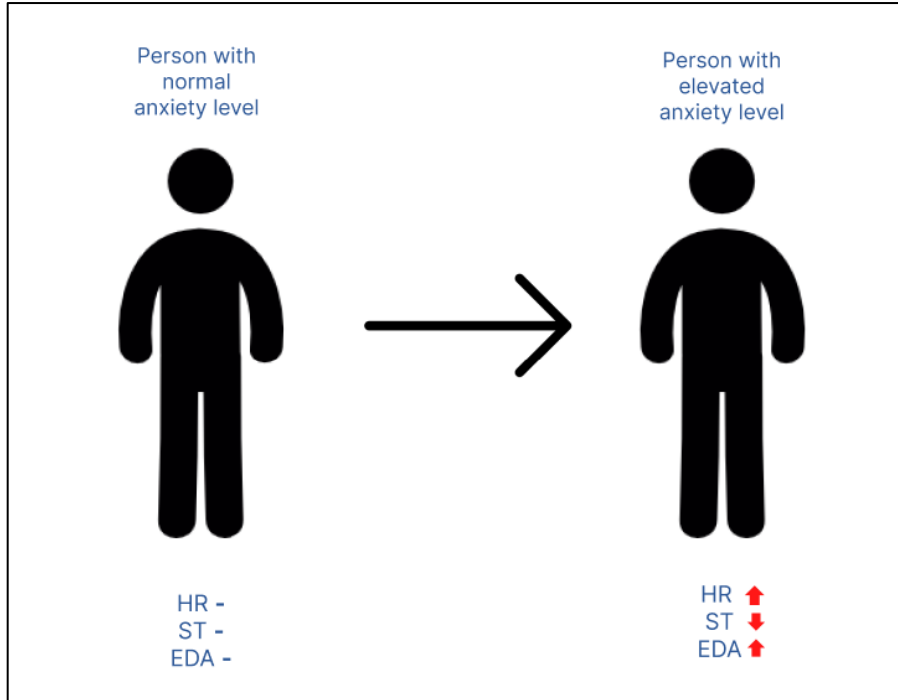 Person with
normal
anxiety level
Person with
elevated
anxiety level
HR -
ST -
EDA -
HR ⬆
ST ⬇
EDA ⬆